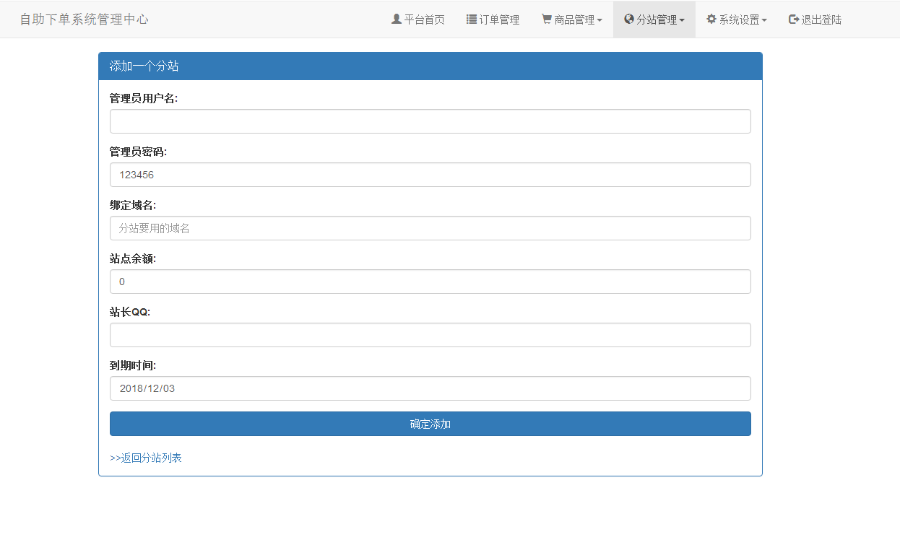 自助下单系统管理中心 平台首页 订单管理 商品管理 分站管理 系统设置 退出登陆
添加一个分站
管理员用户名:
管理员密码:
123456
绑定域名:
分站要用的域名
站点余额:
0
站长QQ:
到期时间:
2018/12/03
确定添加
>>返回分站列表